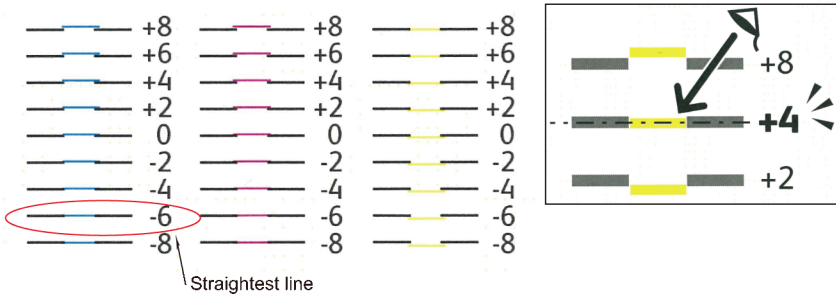 +8 +8 +8
+6 +6 +6
+4 +4 +4
+2 +2 +2
0 0 0
-2 -2 -2
-4 -4 -4
-6 -6 -6
-8 -8 -8
Straightest line
+8
+4
+2